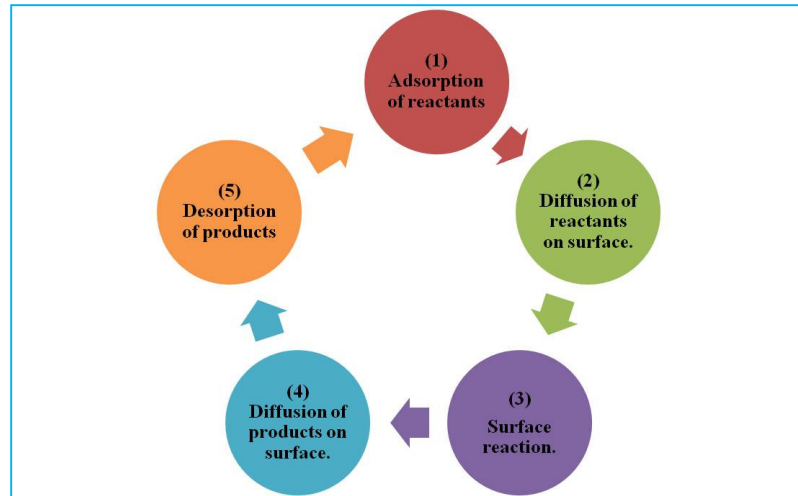 (1)
Adsorption
of reactants
(2)
Diffusion of
reactants
on surface.
(3)
Surface
reaction.
(4)
Diffusion of
products on
surface.
(5)
Desorption
of products